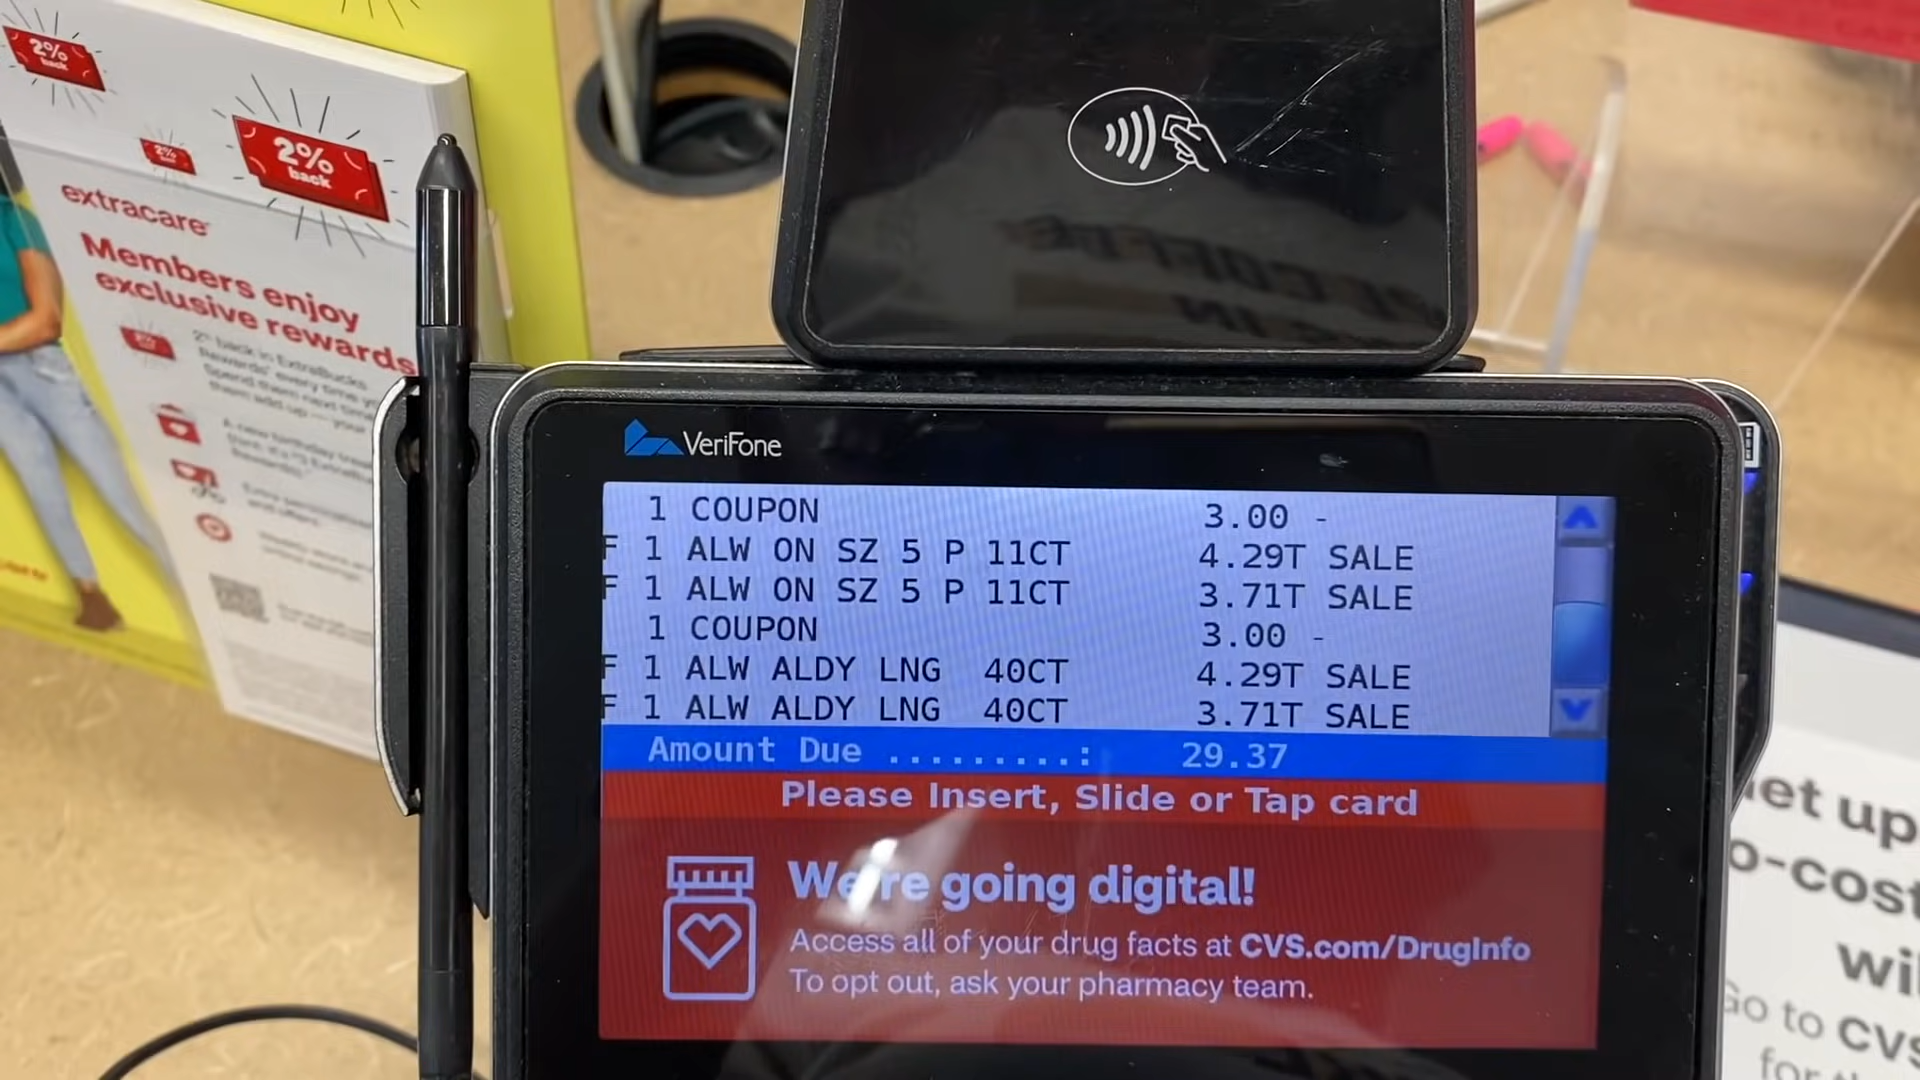 2%
back
2%
back
2%
back
extracare
Members enjoy
exclusive rewards
VeriFone
1 COUPON 3.00 -
F 1 ALW ON SZ 5 P 11CT 4.29T SALE
F 1 ALW ON SZ 5 P 11CT 3.71T SALE
1 COUPON 3.00 -
F 1 ALW ALDY LNG 40CT 4.29T SALE
F 1 ALW ALDY LNG 40CT 3.71T SALE
Amount Due .........: 29.37
Please Insert, Slide or Tap card
We're going digital!
Access all of your drug facts at CVS.com/DrugInfo
To opt out, ask your pharmacy team.
et up
o-cost
wil
Go to CVS
for